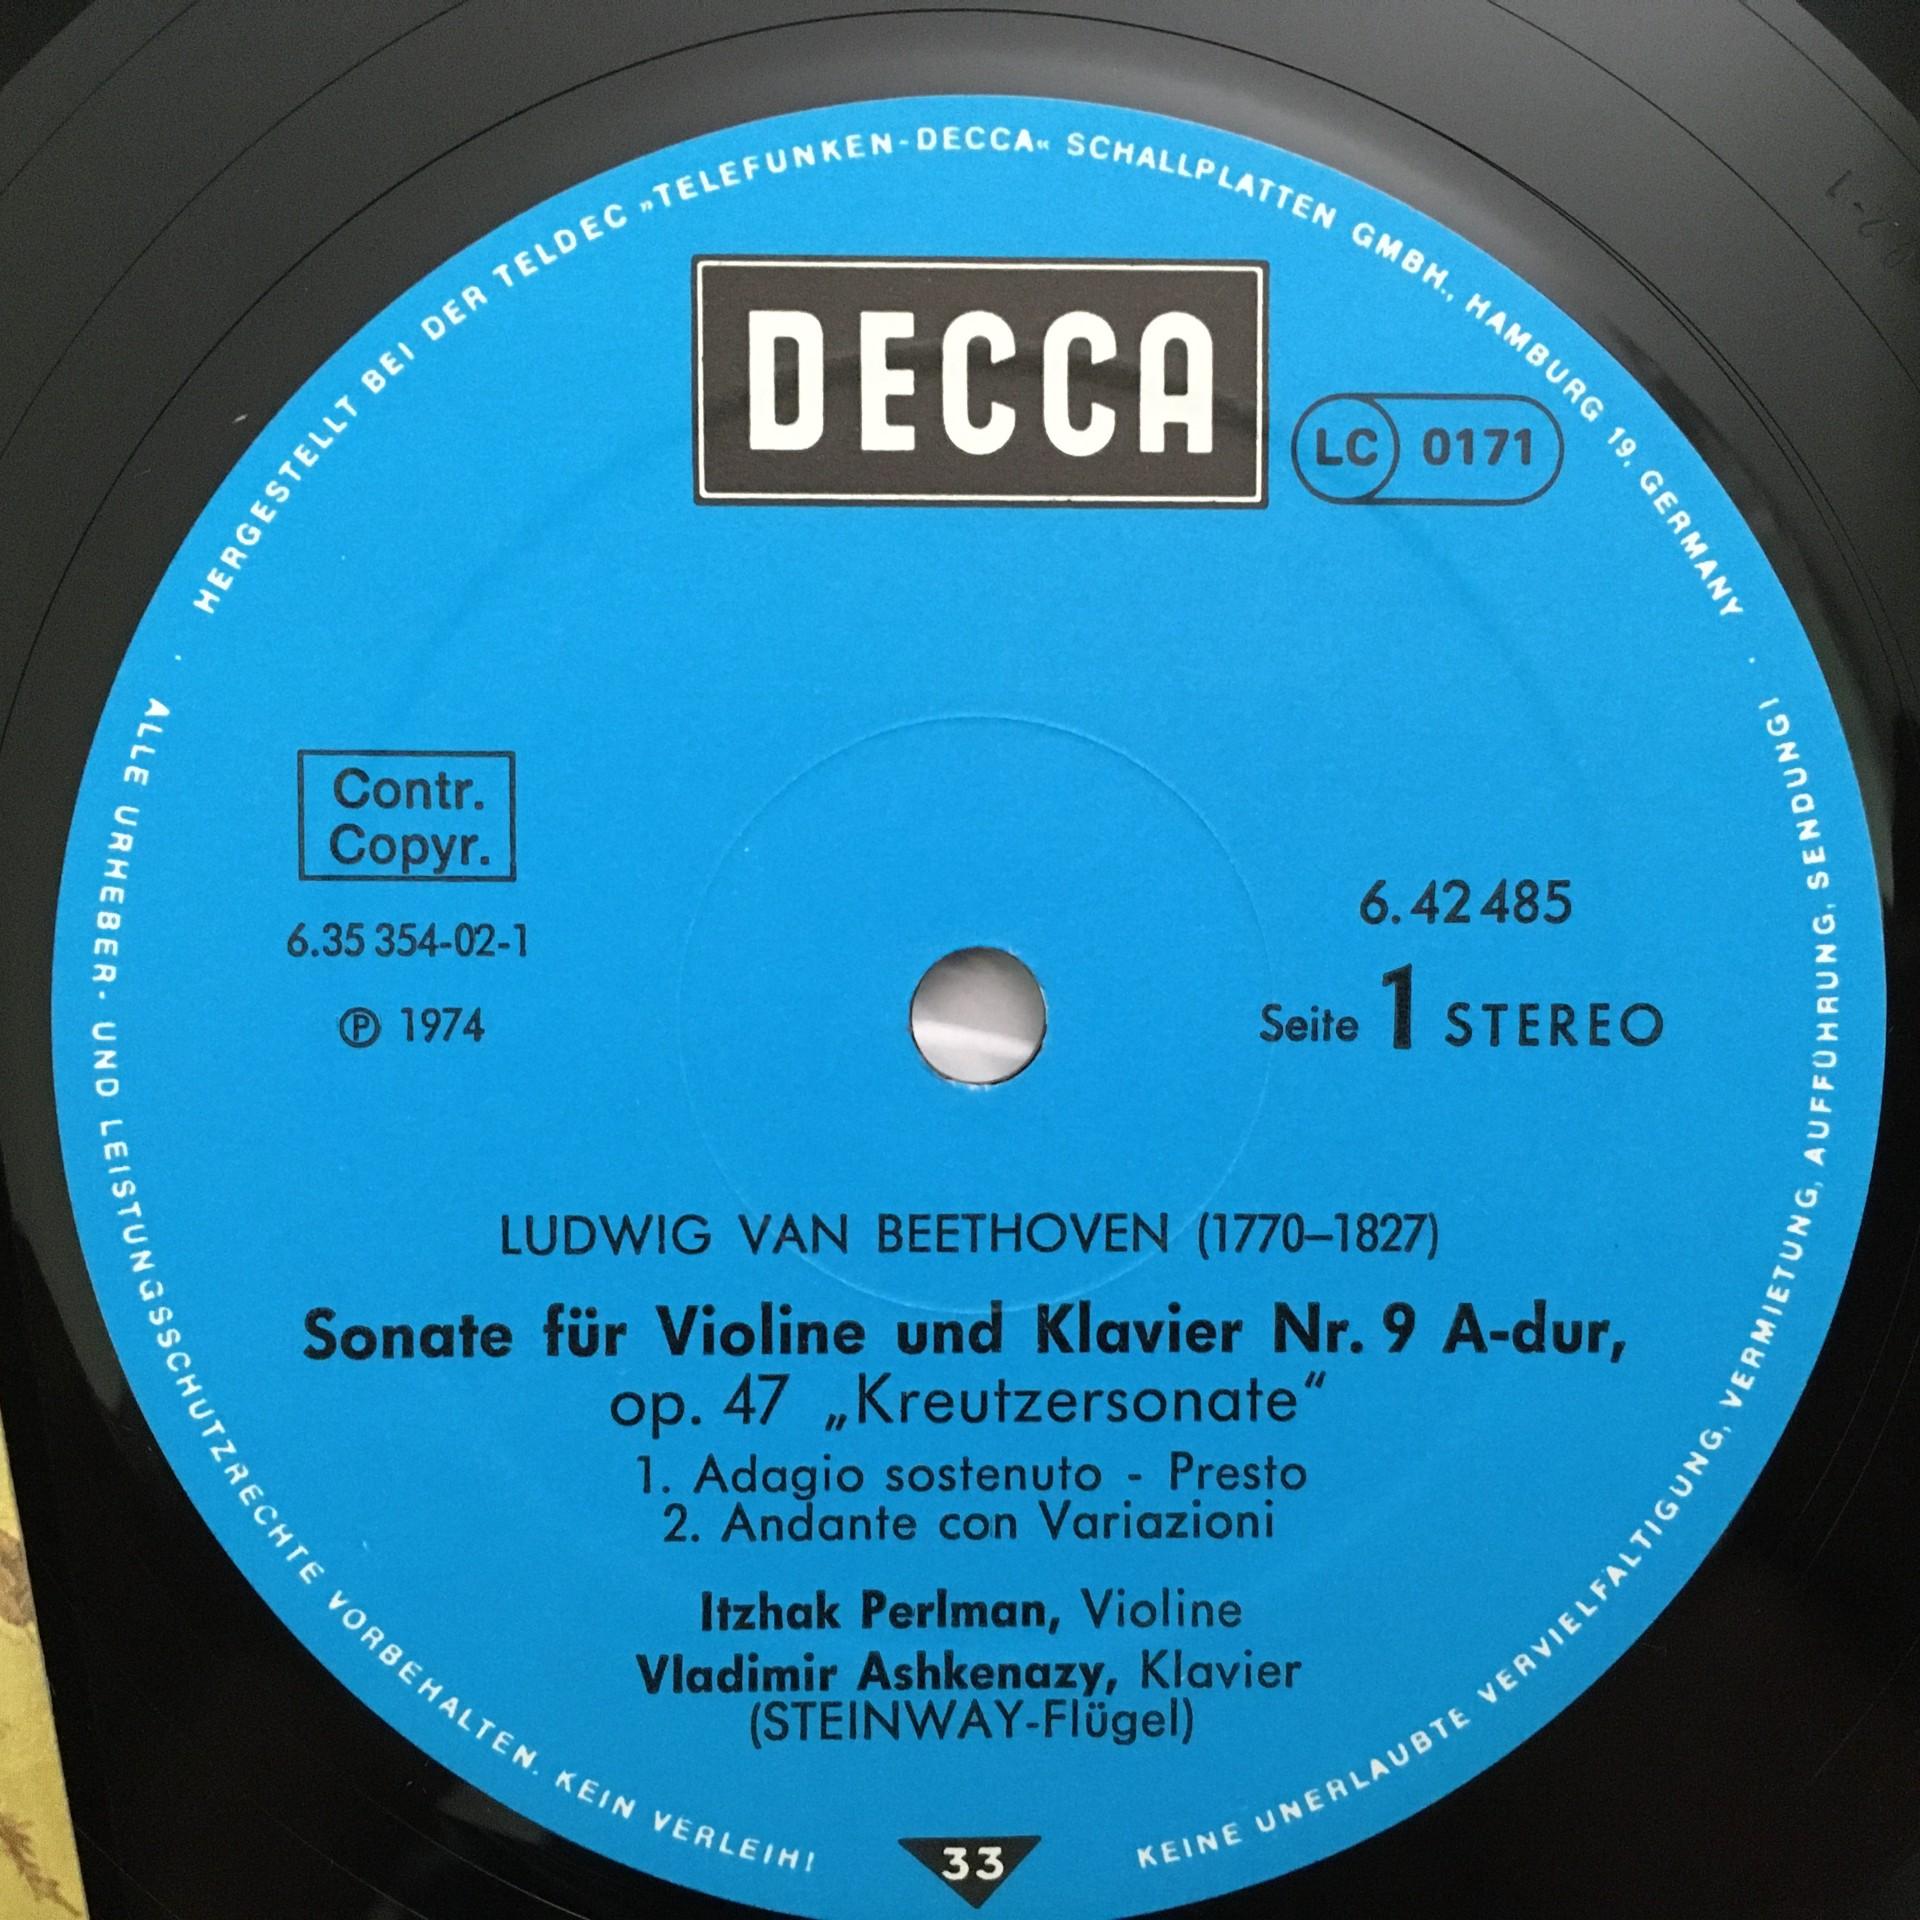 HERGESTELLT BEI DER TELDEC „TELEFUNKEN-DECCA“ SCHALLPLATTEN GMBH., HAMBURG 19, GERMANY ·
DECCA
LC 0171
Contr.
Copyr.
6.35 354-02-1
℗ 1974
6.42 485
Seite 1 STEREO
LUDWIG VAN BEETHOVEN (1770–1827)
Sonate für Violine und Klavier Nr. 9 A-dur,
op. 47 „Kreutzersonate“
1. Adagio sostenuto - Presto
2. Andante con Variazioni
Itzhak Perlman, Violine
Vladimir Ashkenazy, Klavier
(STEINWAY-Flügel)
33
· ALLE URHEBER- UND LEISTUNGSSCHUTZRECHTE VORBEHALTEN. KEIN VERLEIH! KEINE UNERLAUBTE VERVIELFÄLTIGUNG, VERMIETUNG, AUFFÜHRUNG, SENDUNG!